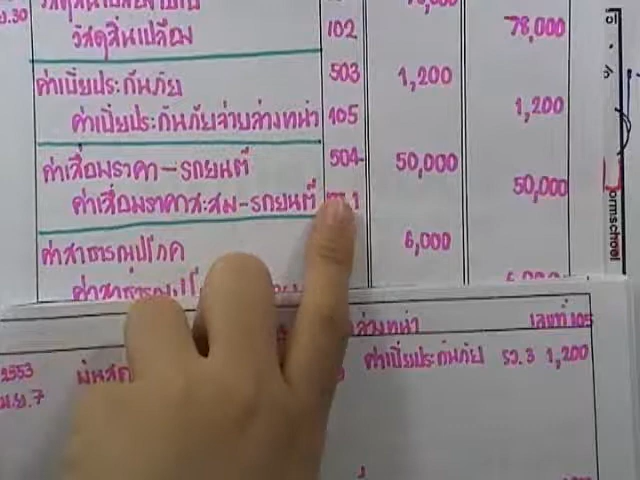 วัสดุสิ้นเปลือง 102 78,000
ค่าเบี้ยประกันภัย 503 1,200
ค่าเบี้ยประกันภัยจ่ายล่วงหน้า 105 1,200
ค่าเสื่อมราคา-รถยนต์ 504 50,000
ค่าเสื่อมราคาสะสม-รถยนต์ 50,000
ค่าสาธารณูปโภค 6,000
ormschool
ล่วงหน้า เลขที่ 105
2553 ค่าเบี้ยประกันภัย รว.3 1,200
เม.ย.7